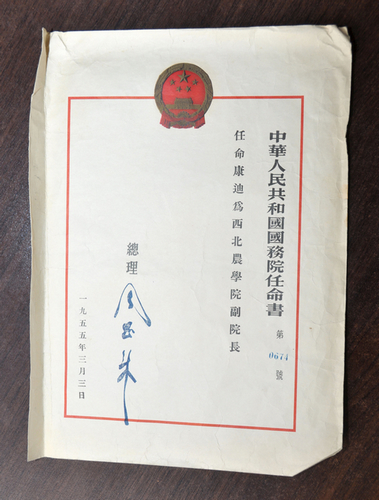 中華人民共和國國務院任命書
第0674號
任命康迪爲西北農學院副院長
總理
周恩來
一九五五年三月三日